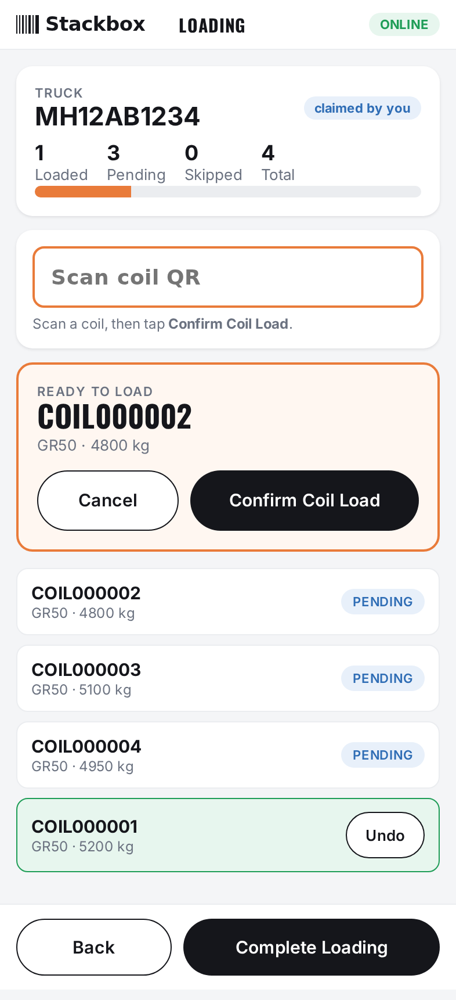 Stackbox LOADING ONLINE
TRUCK
MH12AB1234
claimed by you
1 3 0 4
Loaded Pending Skipped Total
Scan coil QR
Scan a coil, then tap Confirm Coil Load.
READY TO LOAD
COIL000002
GR50 · 4800 kg
Cancel Confirm Coil Load
COIL000002
GR50 · 4800 kg
PENDING
COIL000003
GR50 · 5100 kg
PENDING
COIL000004
GR50 · 4950 kg
PENDING
COIL000001
GR50 · 5200 kg
Undo
Back Complete Loading